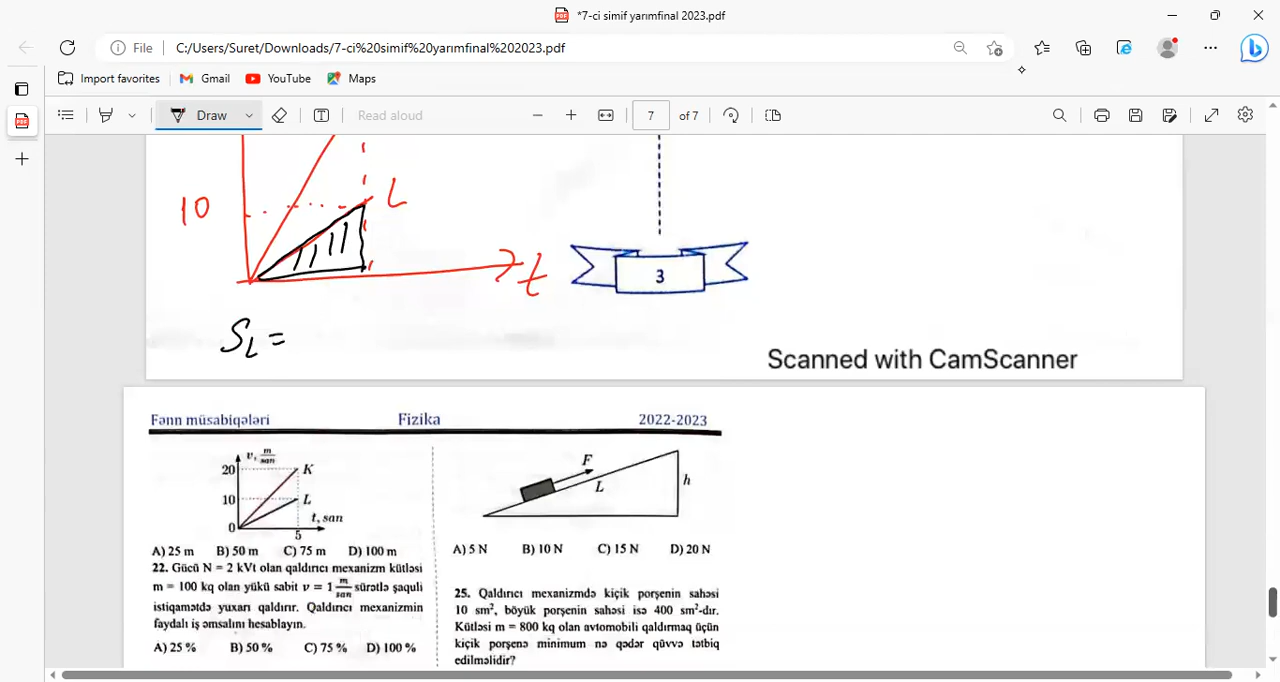 *7-ci simif yarımfinal 2023.pdf
File C:/Users/Suret/Downloads/7-ci%20simif%20yarımfinal%202023.pdf
Import favorites Gmail YouTube Maps
Draw Read aloud 7 of 7
10 L
t
3
S_L =
Scanned with CamScanner
Fənn müsabiqələri Fizika 2022-2023
v, m/san
20 K
10 L
0 t, san
5
A) 25 m B) 50 m C) 75 m D) 100 m
22. Gücü N = 2 kVt olan qaldırıcı mexanizm kütləsi
m = 100 kq olan yükü sabit v = 1 m/san sürətlə şaquli
istiqamətdə yuxarı qaldırır. Qaldırıcı mexanizmin
faydalı iş əmsalını hesablayın.
A) 25 % B) 50 % C) 75 % D) 100 %
F
L h
A) 5 N B) 10 N C) 15 N D) 20 N
25. Qaldırıcı mexanizmdə kiçik porşenin sahəsi
10 sm², böyük porşenin sahəsi isə 400 sm²-dır.
Kütləsi m = 800 kq olan avtomobili qaldırmaq üçün
kiçik porşenə minimum nə qədər qüvvə tətbiq
edilməlidir?